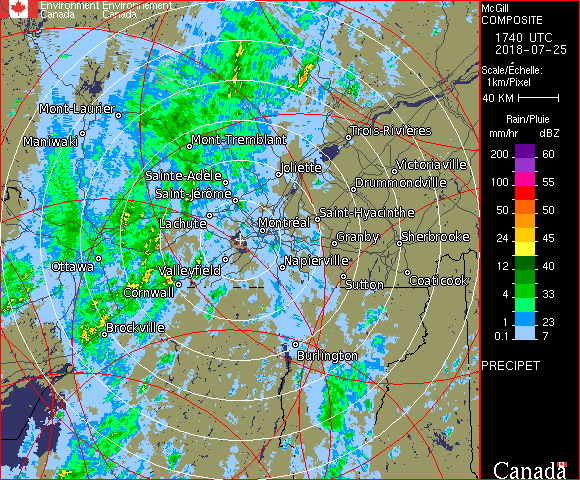 Environment Environnement
Canada Canada
McGill
COMPOSITE
1740 UTC
2018-07-25
Scale/Échelle:
1km/Pixel
40 KM
Rain/Pluie
mm/hr dBZ
200 60
100 55
50 50
24 45
12 40
4 33
0.1 23
7
PRECIPET
Canada
Mont-Laurier
Maniwaki
Mont-Tremblant
Trois-Rivières
Joliette
Victoriaville
Sainte-Adèle
Drummondville
Saint-Jérôme
Saint-Hyacinthe
Lachute
Montréal
Granby
Sherbrooke
Ottawa
Valleyfield
Napierville
Cornwall
Sutton
Coaticook
Brockville
Burlington